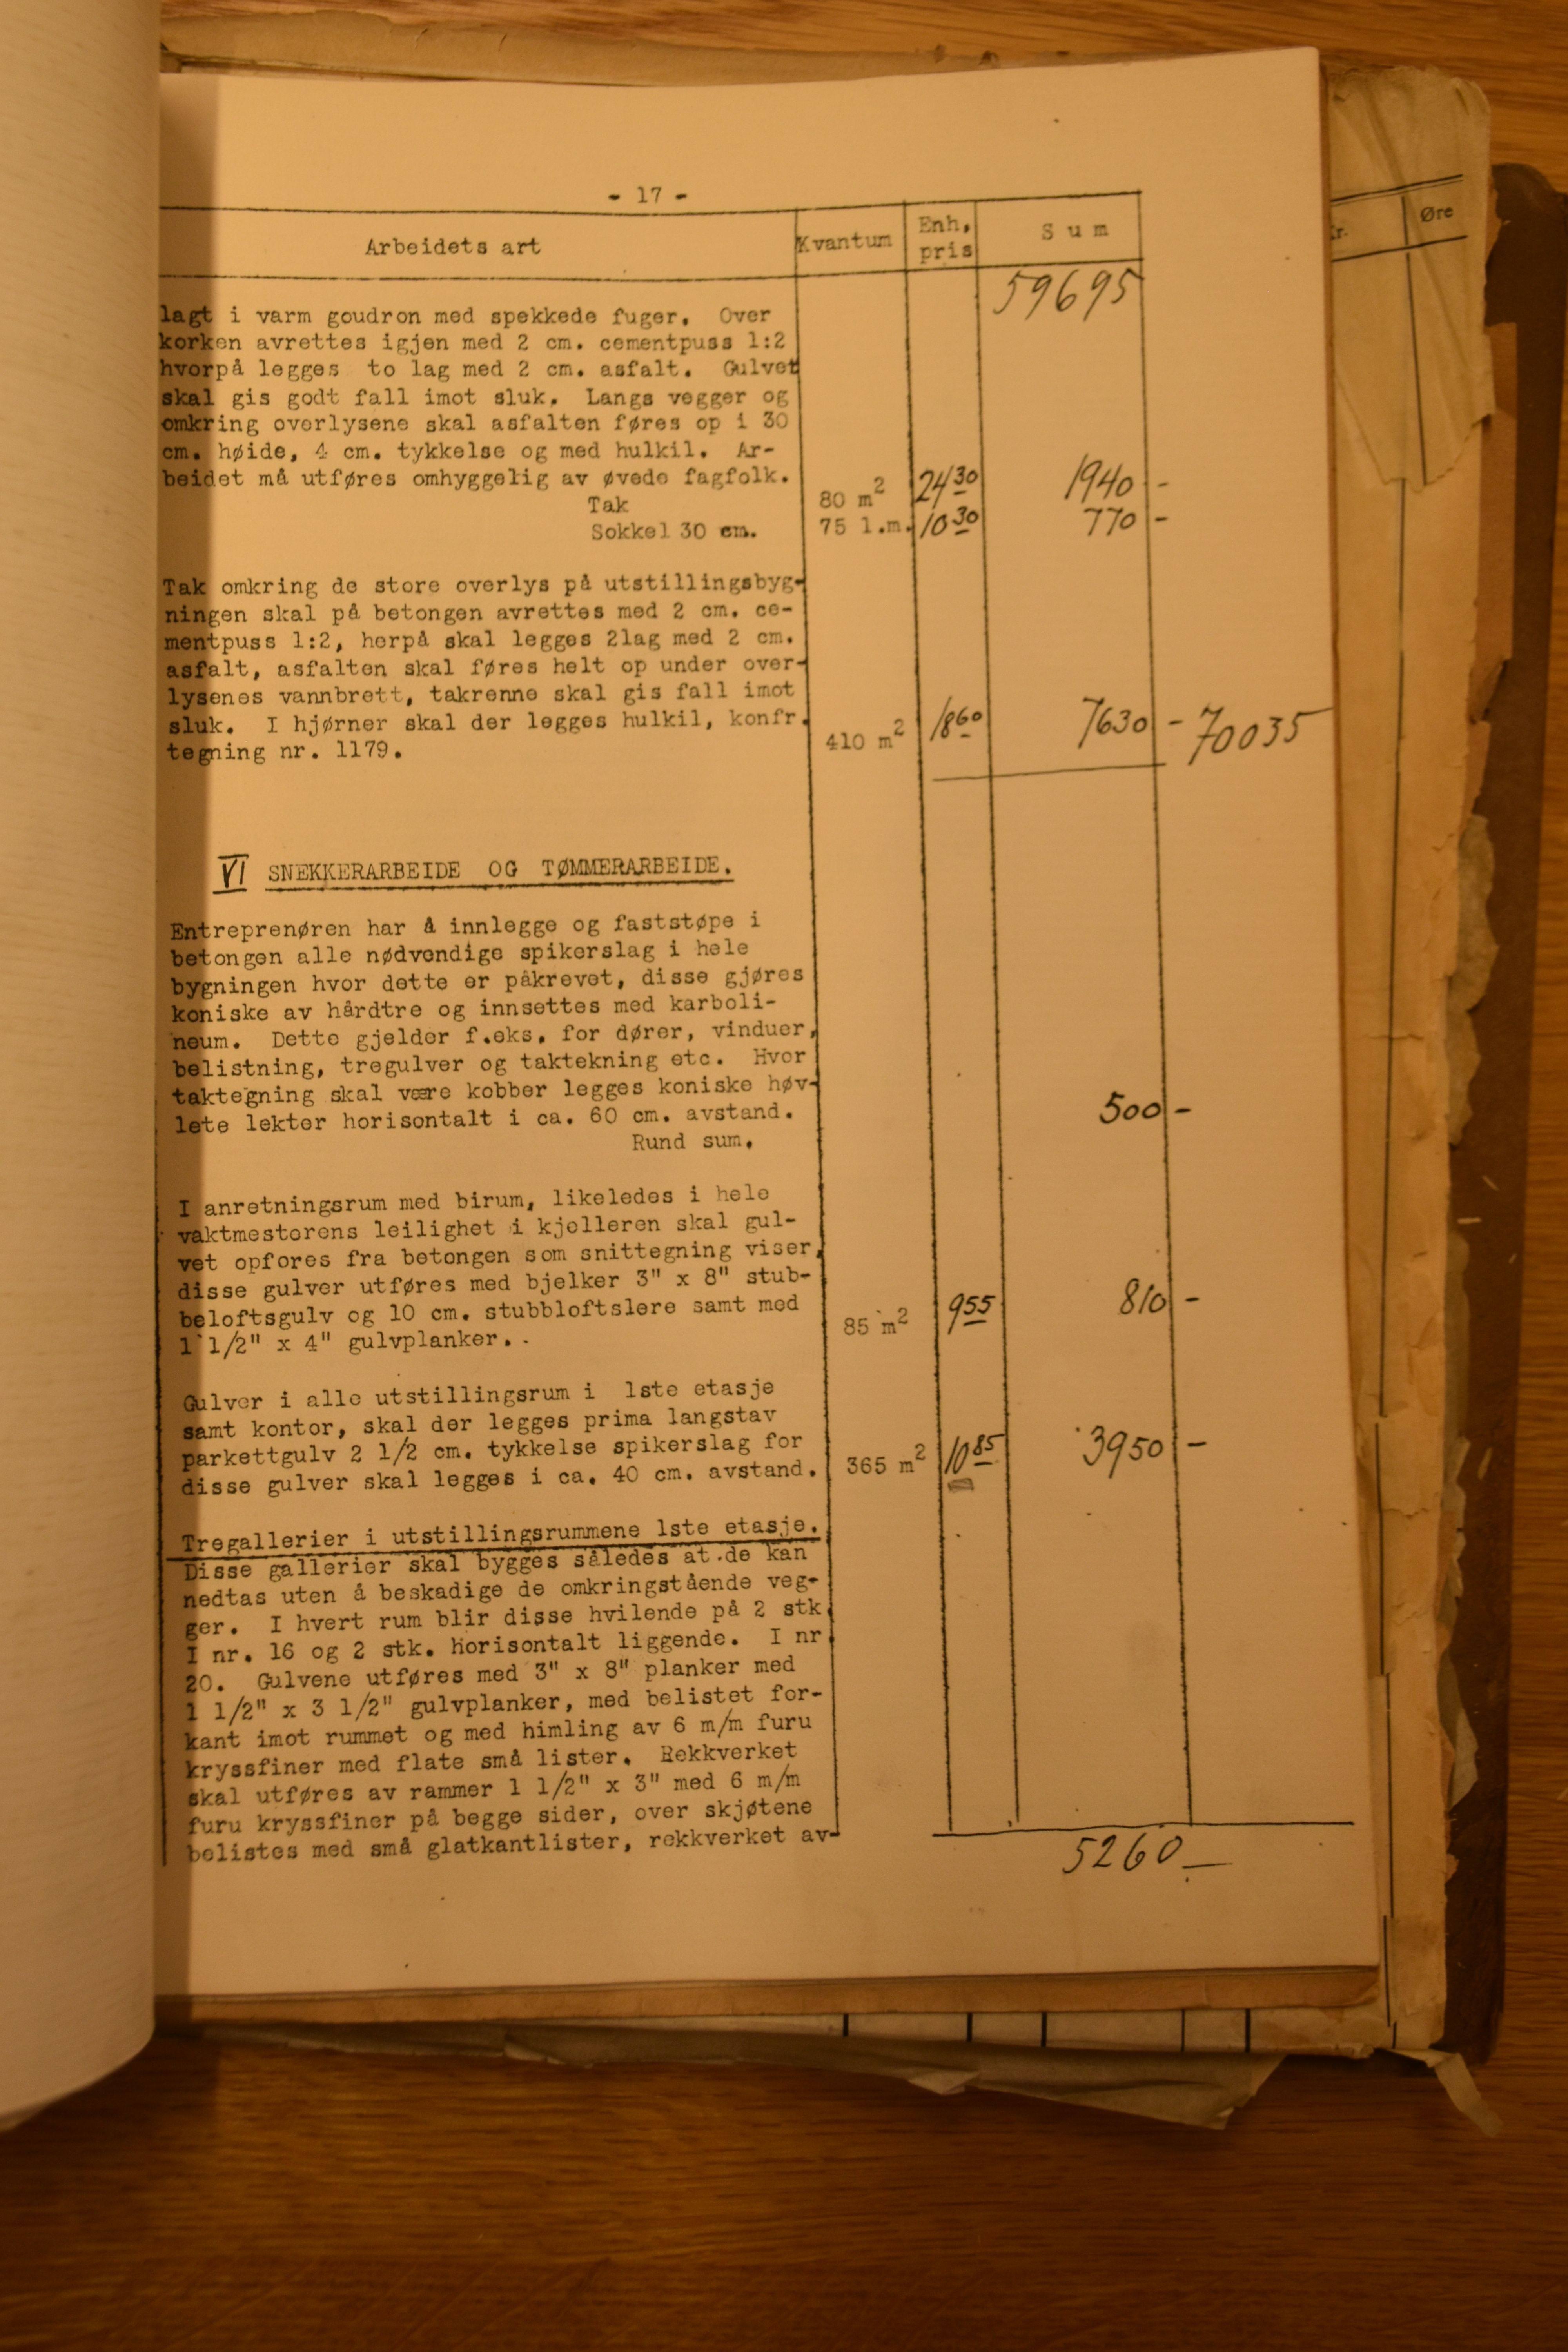 - 17 -
Arbeidets art Kvantum Enh. pris Sum
59695
lagt i varm goudron med spekkede fuger. Over
korken avrettes igjen med 2 cm. cementpuss 1:2
hvorpå legges to lag med 2 cm. asfalt. Gulvet
skal gis godt fall imot sluk. Langs vegger og
omkring overlysene skal asfalten føres op i 30
cm. høide, 4 cm. tykkelse og med hulkil. Ar-
beidet må utføres omhyggelig av øvede fagfolk.
Tak 80 m2 24 30 1940 -
Sokkel 30 cm. 75 l.m. 10 30 770 -
Tak omkring de store overlys på utstillingsbyg-
ningen skal på betongen avrettes med 2 cm. ce-
mentpuss 1:2, herpå skal legges 2lag med 2 cm.
asfalt, asfalten skal føres helt op under over-
lysenes vannbrett, takrenne skal gis fall imot
sluk. I hjørner skal der legges hulkil, konfr.
tegning nr. 1179. 410 m2 18 60 7630 - 70035
VI SNEKKERARBEIDE OG TØMMERARBEIDE.
Entreprenøren har å innlegge og faststøpe i
betongen alle nødvendige spikerslag i hele
bygningen hvor dette er påkrevet, disse gjøres
koniske av hårdtre og innsettes med karboli-
neum. Dette gjelder f.eks. for dører, vinduer,
belistning, tregulver og taktekning etc. Hvor
taktegning skal være kobber legges koniske høv-
lete lekter horisontalt i ca. 60 cm. avstand.
Rund sum. 500 -
I anretningsrum med birum, likeledes i hele
vaktmesterens leilighet i kjelleren skal gul-
vet opfores fra betongen som snittegning viser,
disse gulver utføres med bjelker 3" x 8" stub-
beloftsgulv og 10 cm. stubbloftslere samt med
1 1/2" x 4" gulvplanker. 85 m2 9 55 810 -
Gulver i alle utstillingsrum i 1ste etasje
samt kontor, skal der legges prima langstav
parkettgulv 2 1/2 cm. tykkelse spikerslag for
disse gulver skal legges i ca. 40 cm. avstand. 365 m2 10 85 3950 -
Tregallerier i utstillingsrummene 1ste etasje.
Disse gallerier skal bygges således at de kan
nedtas uten å beskadige de omkringstående veg-
ger. I hvert rum blir disse hvilende på 2 stk.
I nr. 16 og 2 stk. horisontalt liggende. I nr.
20. Gulvene utføres med 3" x 8" planker med
1 1/2" x 3 1/2" gulvplanker, med belistet for-
kant imot rummet og med himling av 6 m/m furu
kryssfiner med flate små lister. Rekkverket
skal utføres av rammer 1 1/2" x 3" med 6 m/m
furu kryssfiner på begge sider, over skjøtene
belistes med små glatkantlister, rekkverket av-
5260 -
Kr. Øre